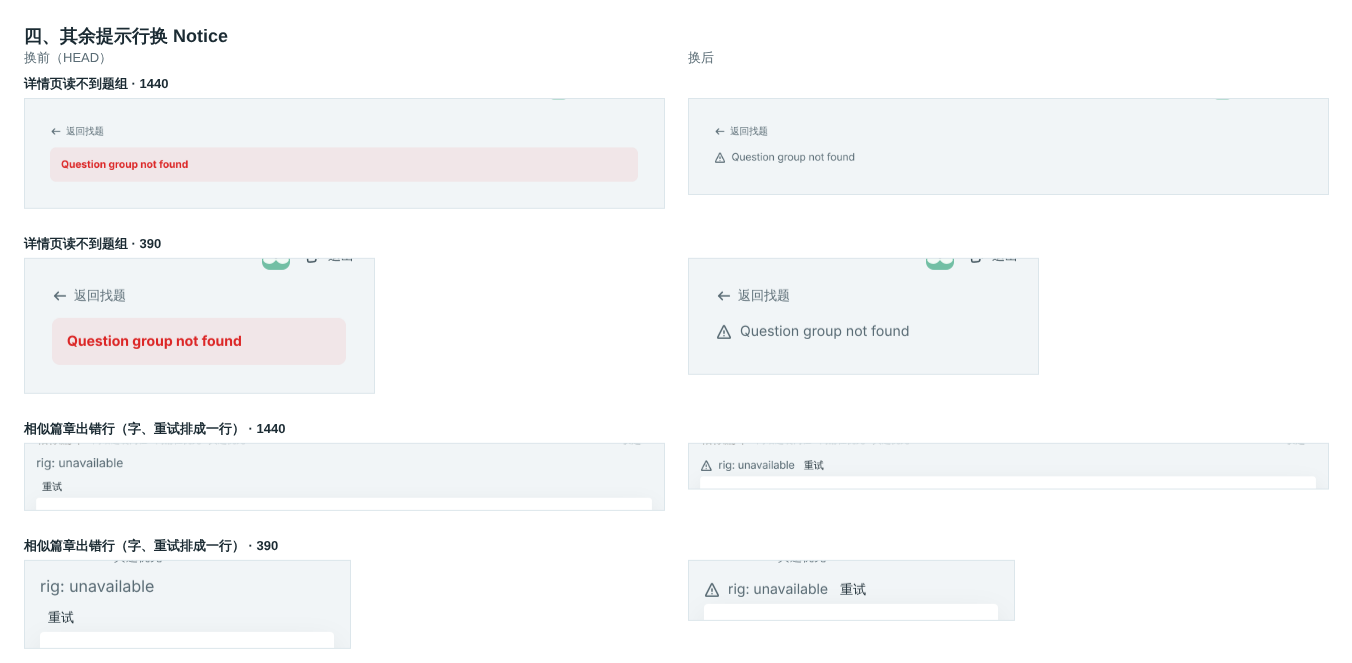 四、其余提示行换 Notice
换前（HEAD）
换后
详情页读不到题组 · 1440
返回找题
Question group not found
返回找题
Question group not found
详情页读不到题组 · 390
返回找题
Question group not found
返回找题
Question group not found
相似篇章出错行（字、重试排成一行） · 1440
rig: unavailable
重试
rig: unavailable 重试
相似篇章出错行（字、重试排成一行） · 390
rig: unavailable
重试
rig: unavailable 重试